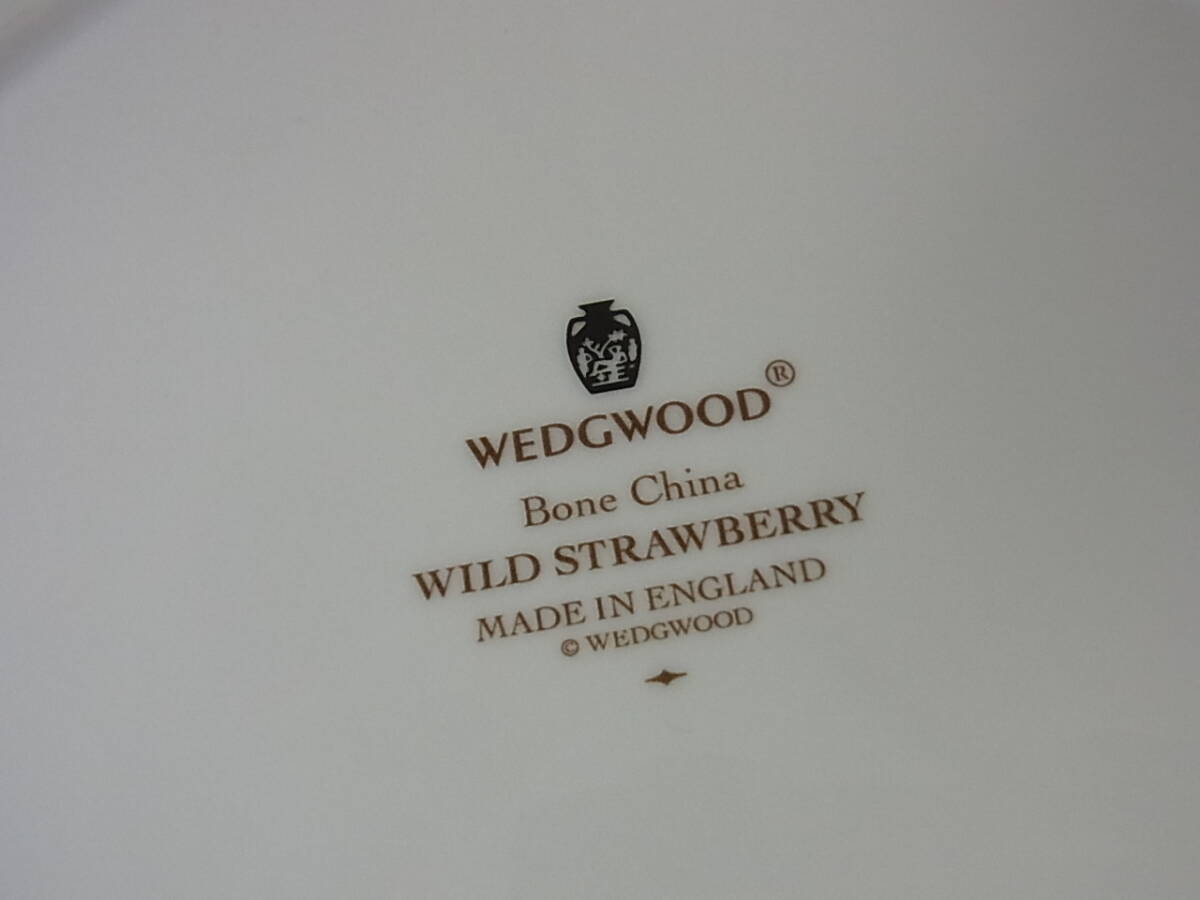 WEDGWOOD®
Bone China
WILD STRAWBERRY
MADE IN ENGLAND
© WEDGWOOD